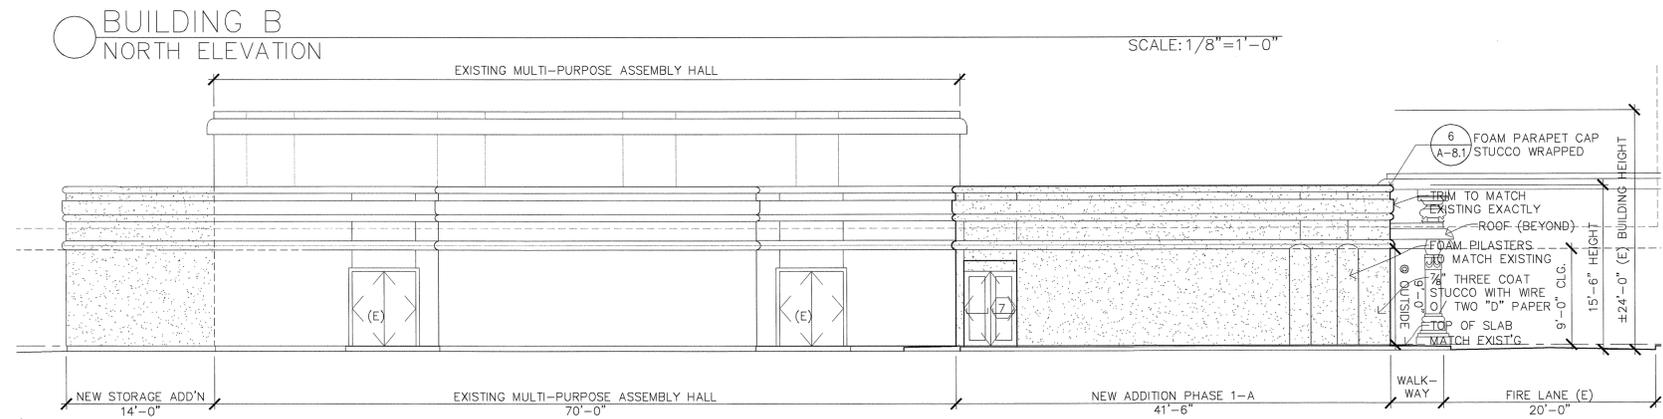 BUILDING B
NORTH ELEVATION
SCALE: 1/8"=1'-0"
EXISTING MULTI-PURPOSE ASSEMBLY HALL
6
A-8.1
FOAM PARAPET CAP
STUCCO WRAPPED
TRIM TO MATCH
EXISTING EXACTLY
ROOF (BEYOND)
FOAM PILASTERS
TO MATCH EXISTING
7/8" THREE COAT
STUCCO WITH WIRE
O/ TWO "D" PAPER
TOP OF SLAB
MATCH EXIST'G
9'-0"
@ OUTSIDE
9'-0" CLG.
15'-6" HEIGHT
±24'-0" (E) BUILDING HEIGHT
(E)
(E)
7
NEW STORAGE ADD'N
14'-0"
EXISTING MULTI-PURPOSE ASSEMBLY HALL
70'-0"
NEW ADDITION PHASE 1-A
41'-6"
WALK-
WAY
FIRE LANE (E)
20'-0"